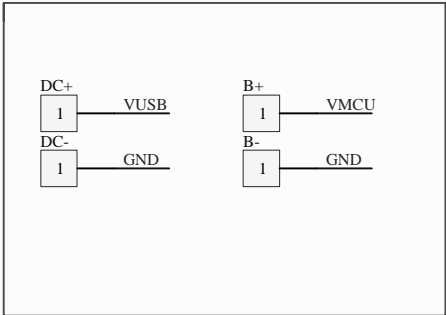 DC+ B+
1 VUSB 1 VMCU
DC- B-
1 GND 1 GND